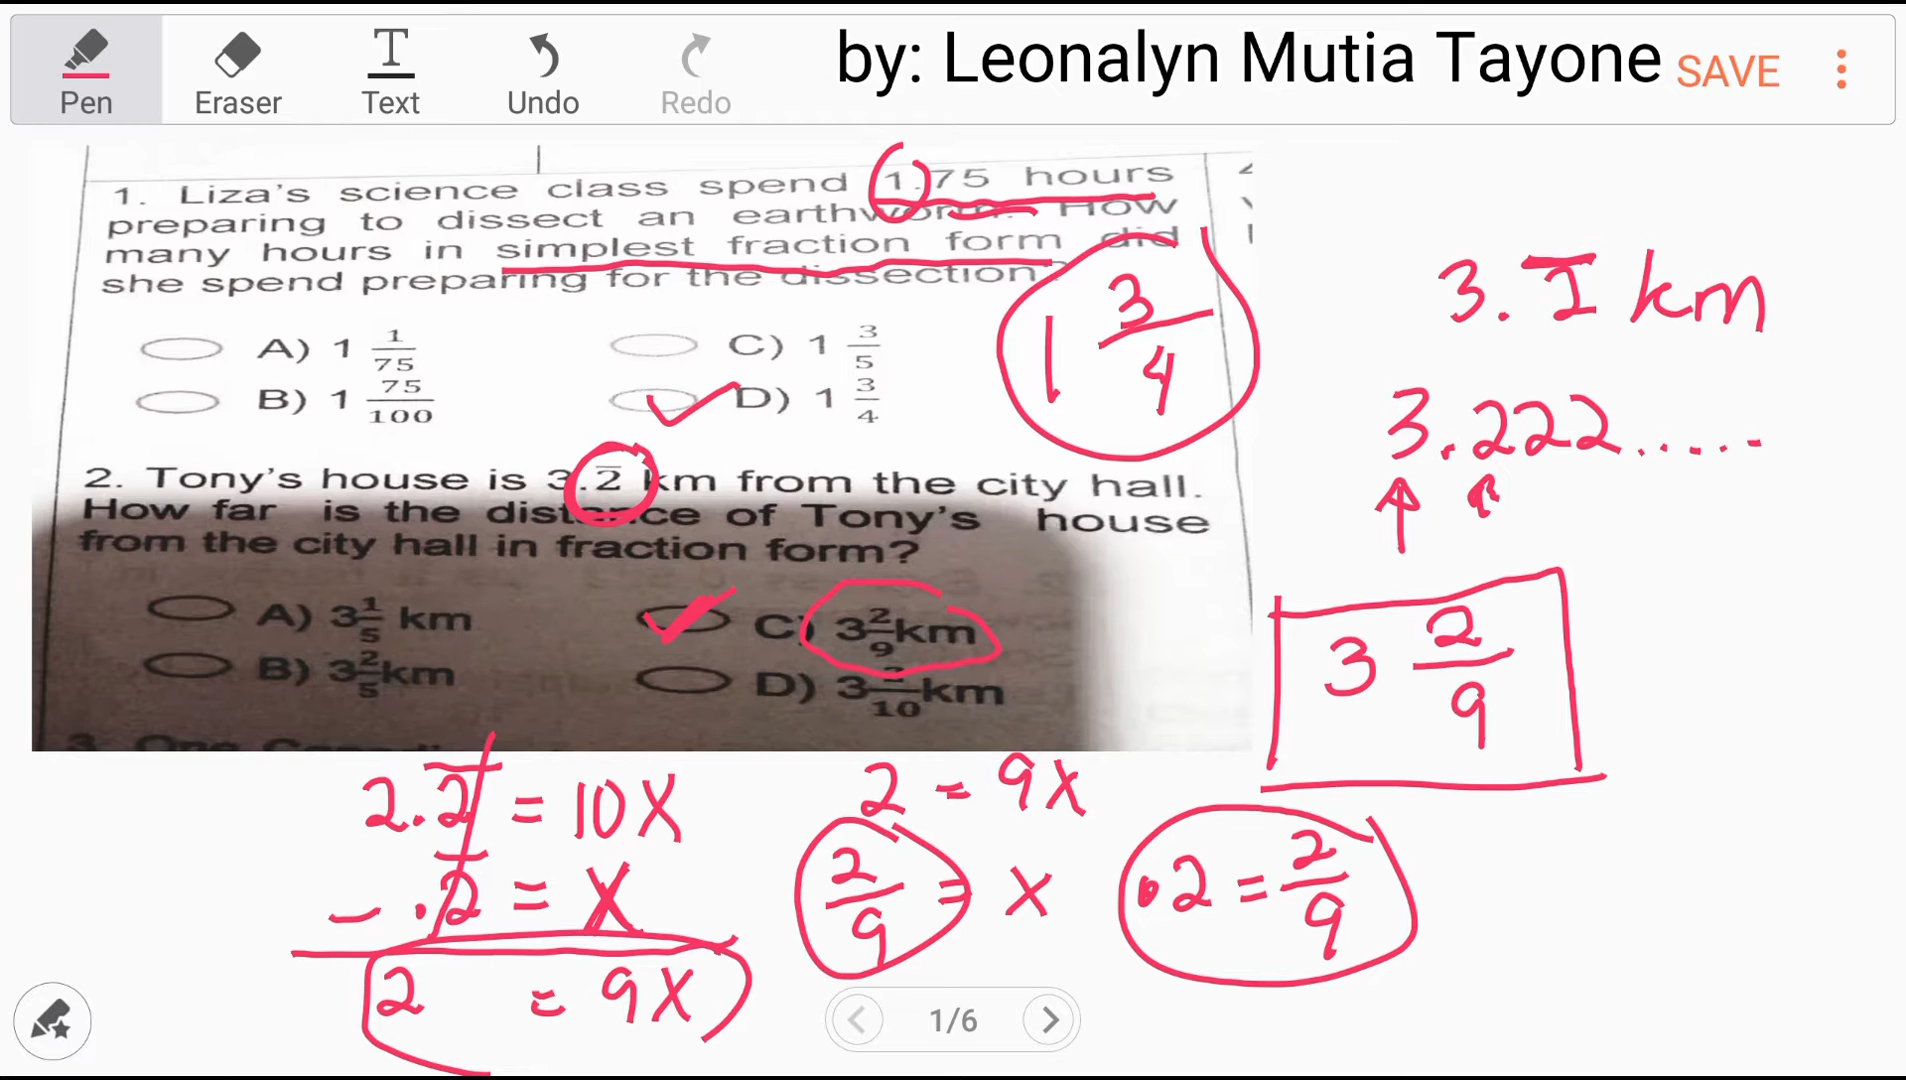 Pen Eraser Text Undo Redo by: Leonalyn Mutia Tayone SAVE
1. Liza's science class spend 1.75 hours
preparing to dissect an earthworm. How
many hours in simplest fraction form did
she spend preparing for the dissection?
A) 1 1/75 C) 1 3/5
B) 1 75/100 D) 1 3/4
1 3/4
2. Tony's house is 3.2̅ km from the city hall.
How far is the distance of Tony's house
from the city hall in fraction form?
A) 3 1/5 km C) 3 2/9 km
B) 3 2/5 km D) 3 /10 km
3. One
3. km
3.222.....
3 2/9
2.2̅ = 10X
- .2̅ = X
2 = 9X
2 = 9X
2/9 = X
.2 = 2/9
1/6